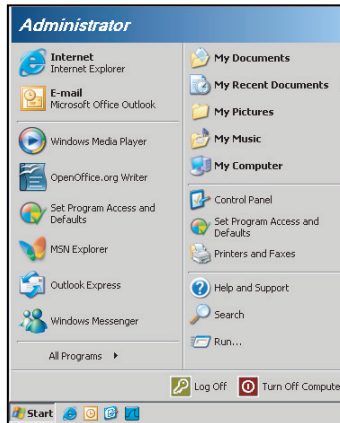 Administrator
Internet
Internet Explorer
E-mail
Microsoft Office Outlook
Windows Media Player
OpenOffice.org Writer
Set Program Access and
Defaults
MSN Explorer
Outlook Express
Windows Messenger
All Programs
My Documents
My Recent Documents
My Pictures
My Music
My Computer
Control Panel
Set Program Access and
Defaults
Printers and Faxes
Help and Support
Search
Run...
Log Off
Turn Off Compute
Start